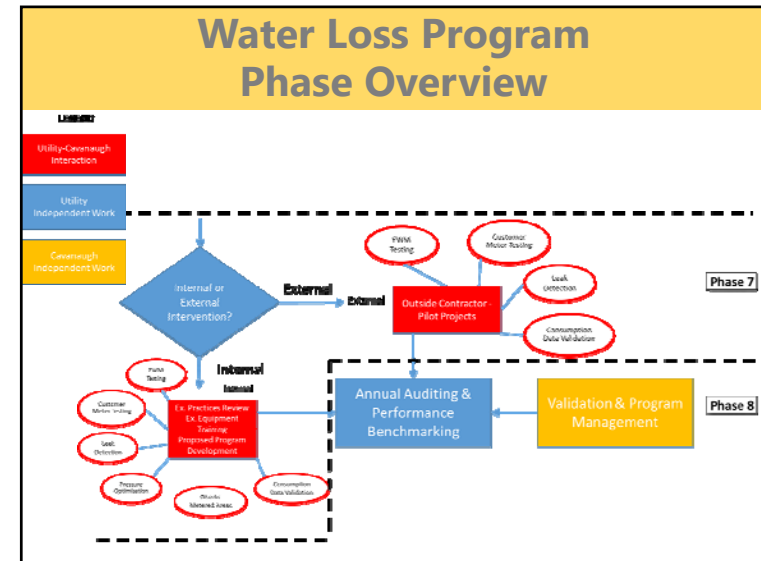 Water Loss Program
Phase Overview
LEGEND:
Utility-Cavanaugh
Interaction
Utility
Independent Work
Cavanaugh
Independent Work
Internal or
External
Intervention?
External
External
FWM
Testing
Customer
Meter Testing
Leak
Detection
Consumption
Data Validation
Outside Contractor -
Pilot Projects
Phase 7
Internal
Internal
Testing
Customer
Meter Testing
Leak
Detection
Pressure
Optimization
Metered Areas
Consumption
Data Validation
Ex. Practices Review
Ex. Equipment
Training
Proposed Program
Development
Annual Auditing &
Performance
Benchmarking
Validation & Program
Management
Phase 8